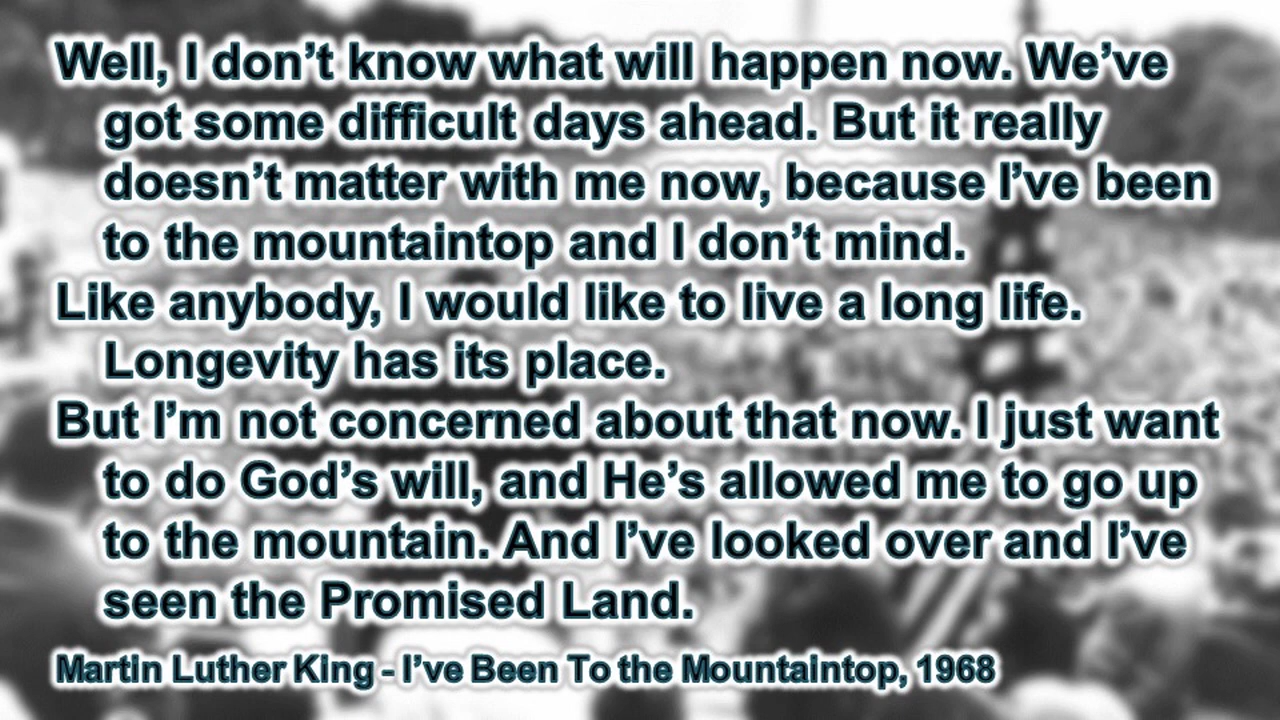 Well, I don’t know what will happen now. We’ve
got some difficult days ahead. But it really
doesn’t matter with me now, because I’ve been
to the mountaintop and I don’t mind.
Like anybody, I would like to live a long life.
Longevity has its place.
But I’m not concerned about that now. I just want
to do God’s will, and He’s allowed me to go up
to the mountain. And I’ve looked over and I’ve
seen the Promised Land.
Martin Luther King - I’ve Been To the Mountaintop, 1968